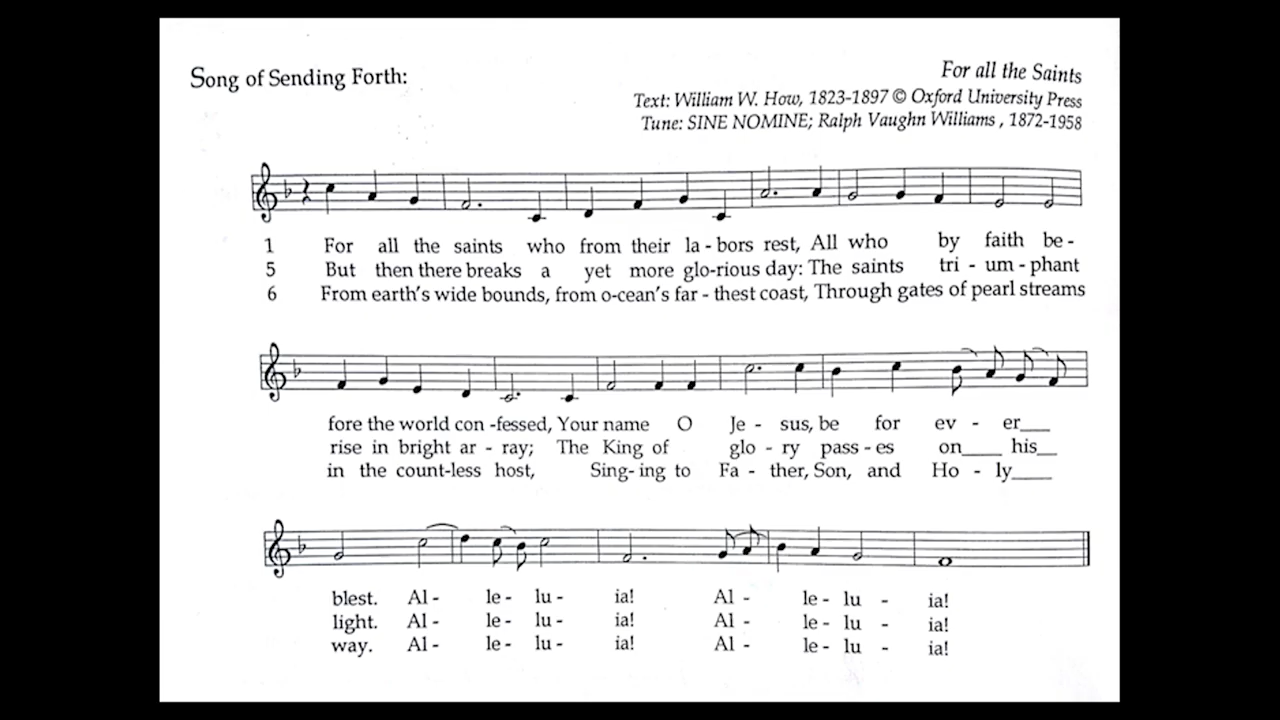 Song of Sending Forth:
For all the Saints
Text: William W. How, 1823-1897 © Oxford University Press
Tune: SINE NOMINE; Ralph Vaughn Williams , 1872-1958
1 For all the saints who from their la - bors rest, All who by faith be -
5 But then there breaks a yet more glo-rious day: The saints tri - um - phant
6 From earth's wide bounds, from o-cean's far - thest coast, Through gates of pearl streams
fore the world con -fessed, Your name O Je - sus, be for ev - er___
rise in bright ar - ray; The King of glo - ry pass - es on____ his__
in the count-less host, Sing- ing to Fa - ther, Son, and Ho - ly____
blest. Al - le - lu - ia! Al - le - lu - ia!
light. Al - le - lu - ia! Al - le - lu - ia!
way. Al - le - lu - ia! Al - le - lu - ia!